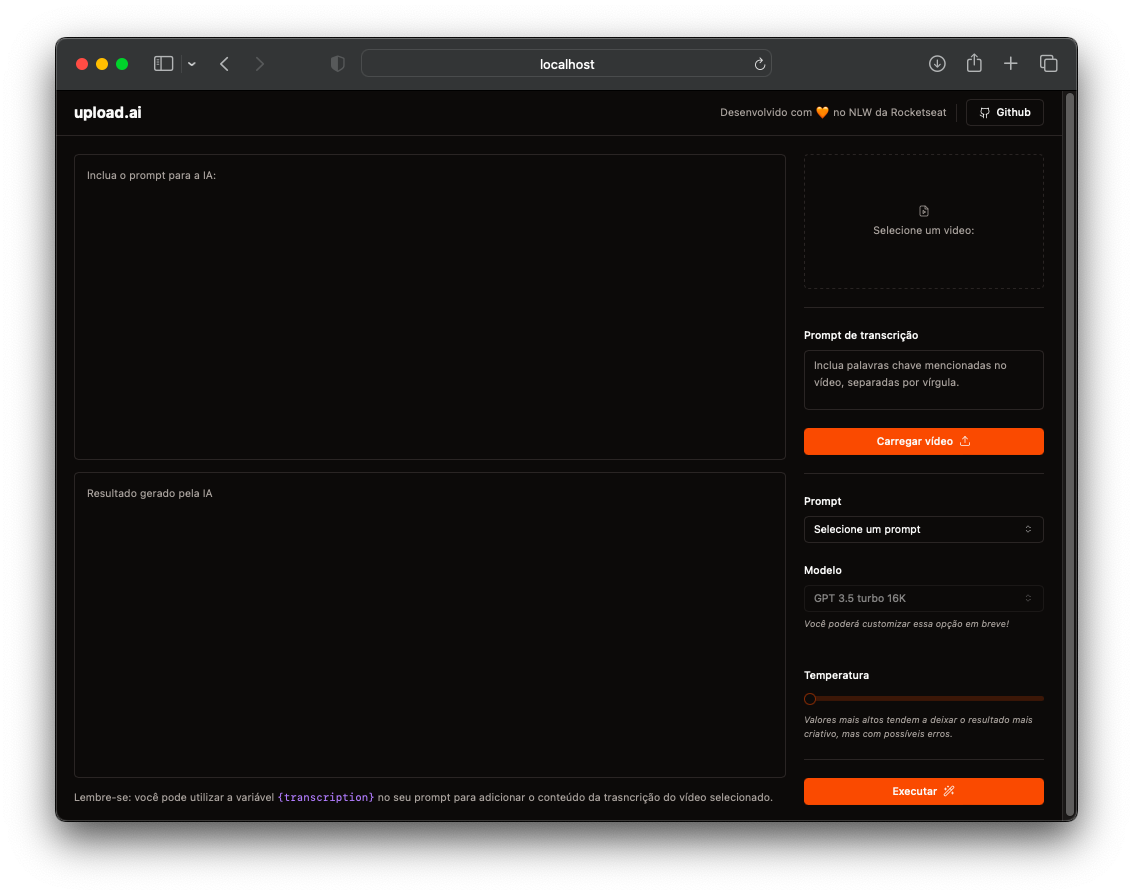 localhost
upload.ai
Desenvolvido com 🧡 no NLW da Rocketseat
Github
Inclua o prompt para a IA:
Resultado gerado pela IA
Lembre-se: você pode utilizar a variável {transcription} no seu prompt para adicionar o conteúdo da trasncrição do vídeo selecionado.
Selecione um video:
Prompt de transcrição
Inclua palavras chave mencionadas no
vídeo, separadas por vírgula.
Carregar vídeo
Prompt
Selecione um prompt
Modelo
GPT 3.5 turbo 16K
Você poderá customizar essa opção em breve!
Temperatura
Valores mais altos tendem a deixar o resultado mais
criativo, mas com possíveis erros.
Executar